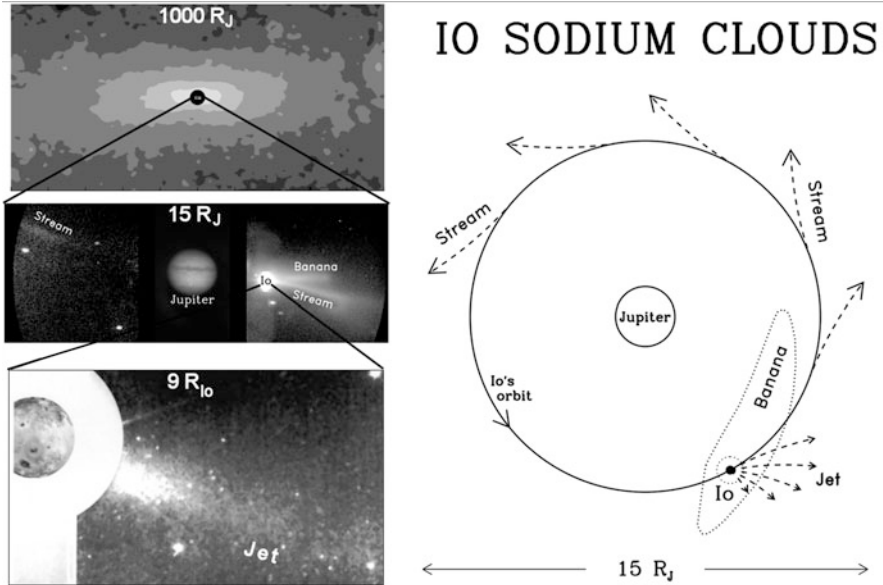 1000 RJ
Stream
15 RJ
Jupiter
Io
Banana
Stream
9 RIo
Jet
IO SODIUM CLOUDS
Stream
Stream
Jupiter
Banana
Io's
orbit
Io
Jet
15 RJ